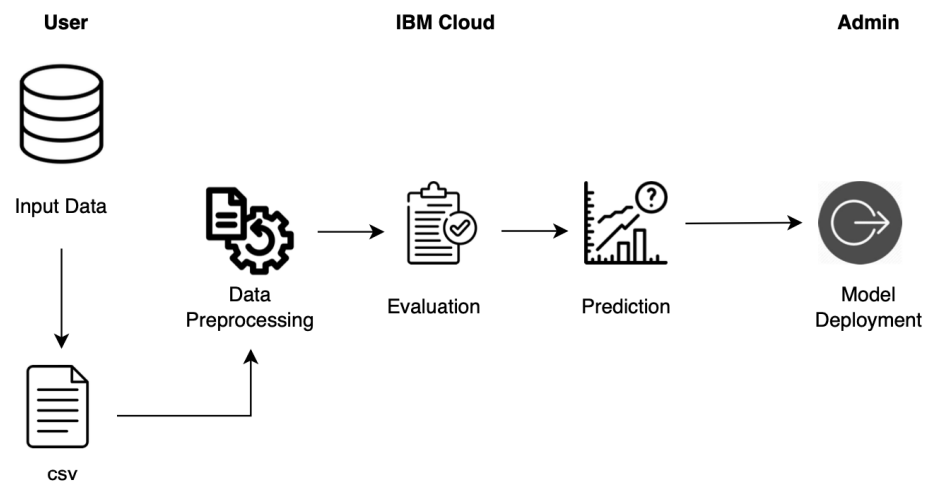 User
IBM Cloud
Admin
Input Data
Data
Preprocessing
Evaluation
?
Prediction
Model
Deployment
CSV